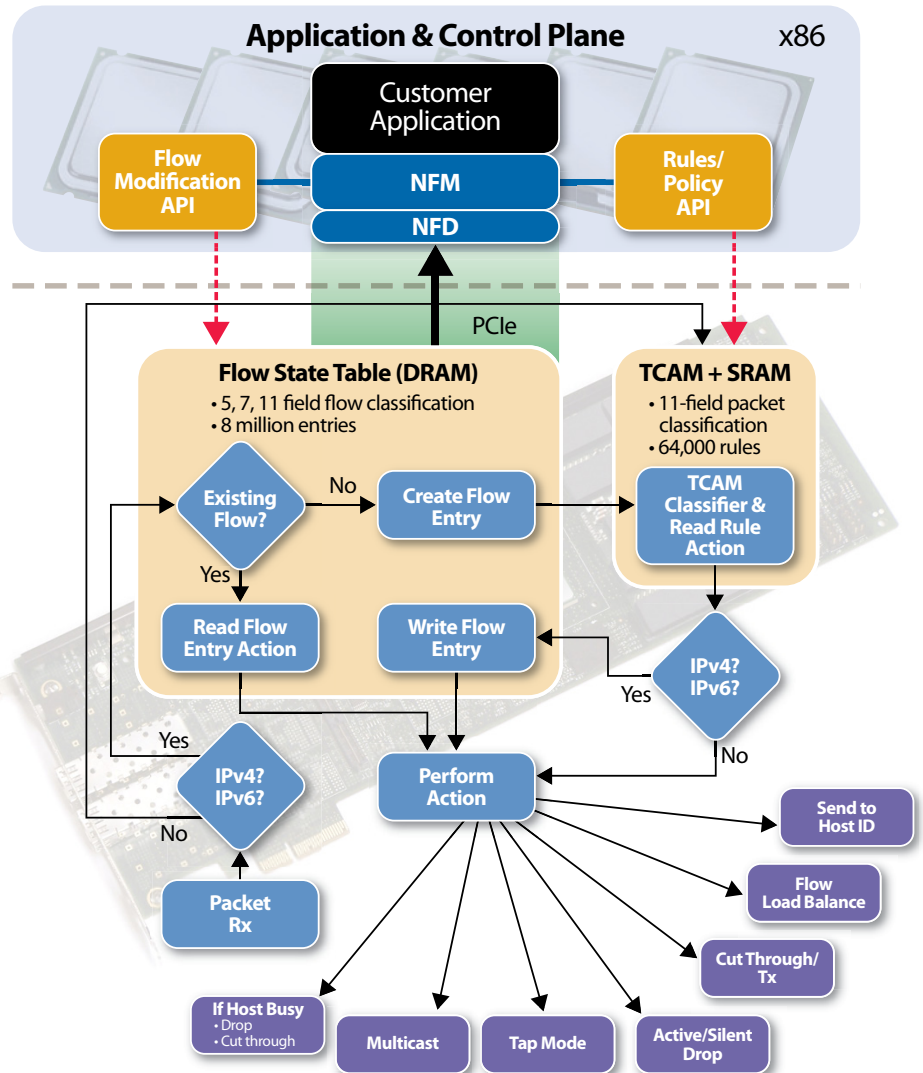 Application & Control Plane
x86
Customer
Application
Flow
Modification
API
NFM
Rules/
Policy
API
NFD
PCIe
Flow State Table (DRAM)
• 5, 7, 11 field flow classification
• 8 million entries
TCAM + SRAM
• 11-field packet
classification
• 64,000 rules
Existing
Flow?
No
Create Flow
Entry
TCAM
Classifier &
Read Rule
Action
Yes
Read Flow
Entry Action
Write Flow
Entry
IPv4?
IPv6?
Yes
No
Yes
IPv4?
IPv6?
No
Perform
Action
Packet
Rx
Send to
Host ID
Flow
Load Balance
Cut Through/
Tx
If Host Busy
• Drop
• Cut through
Multicast
Tap Mode
Active/Silent
Drop